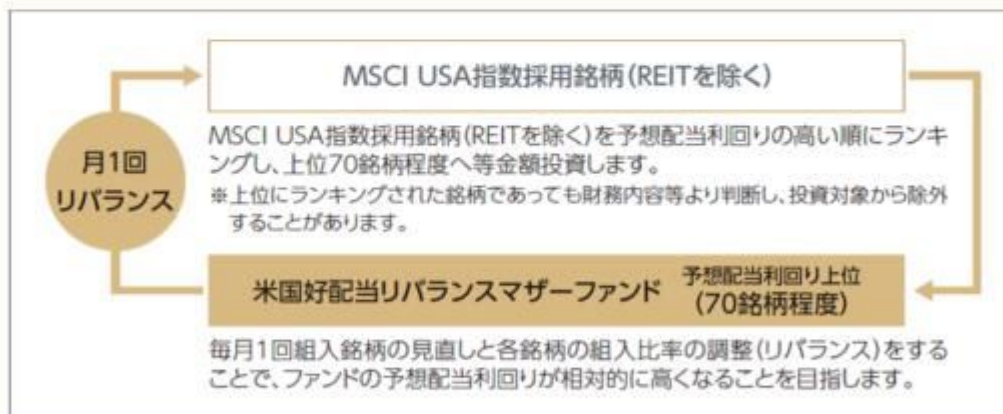 MSCI USA指数採用銘柄(REITを除く)
MSCI USA指数採用銘柄(REITを除く)を予想配当利回りの高い順にランキ
ングし、上位70銘柄程度へ等金額投資します。
※上位にランキングされた銘柄であっても財務内容等より判断し、投資対象から除外
することがあります。
月1回
リバランス
米国好配当リバランスマザーファンド
予想配当利回り上位
(70銘柄程度)
毎月1回組入銘柄の見直しと各銘柄の組入比率の調整(リバランス)をする
ことで、ファンドの予想配当利回りが相対的に高くなることを目指します。